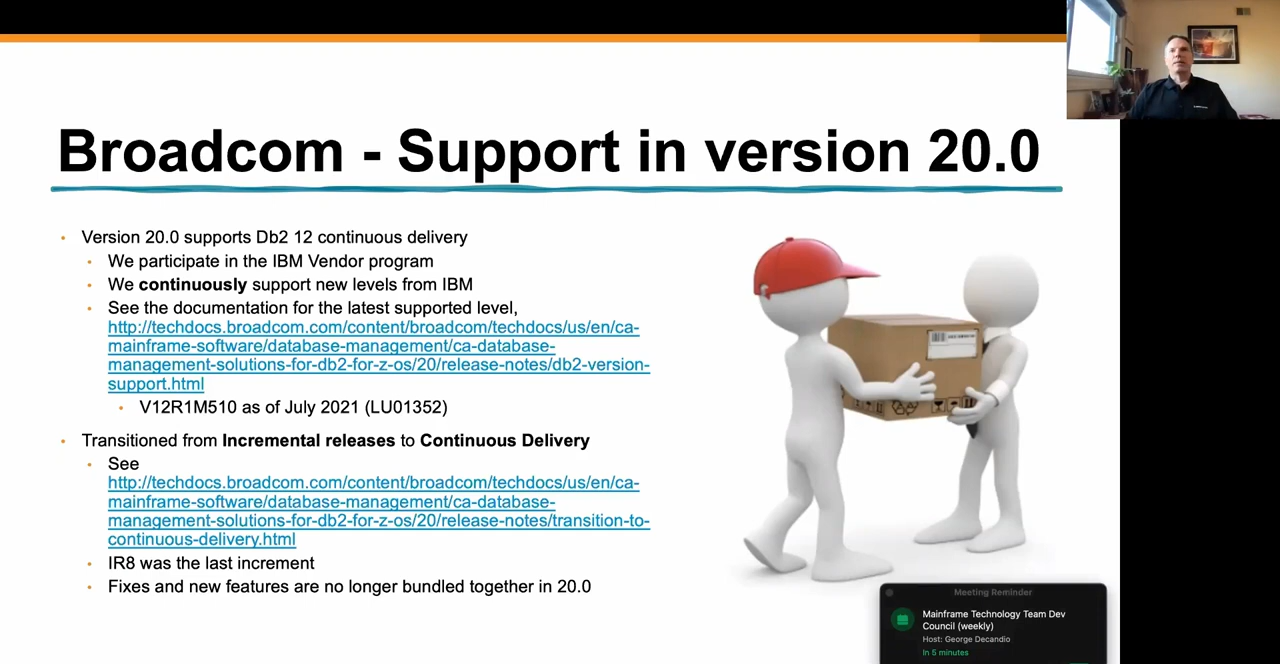 Broadcom - Support in version 20.0
Version 20.0 supports Db2 12 continuous delivery
We participate in the IBM Vendor program
We continuously support new levels from IBM
See the documentation for the latest supported level,
http://techdocs.broadcom.com/content/broadcom/techdocs/us/en/ca-
mainframe-software/database-management/ca-database-
management-solutions-for-db2-for-z-os/20/release-notes/db2-version-
support.html
V12R1M510 as of July 2021 (LU01352)
Transitioned from Incremental releases to Continuous Delivery
See
http://techdocs.broadcom.com/content/broadcom/techdocs/us/en/ca-
mainframe-software/database-management/ca-database-
management-solutions-for-db2-for-z-os/20/release-notes/transition-to-
continuous-delivery.html
IR8 was the last increment
Fixes and new features are no longer bundled together in 20.0
Meeting Reminder
Mainframe Technology Team Dev
Council (weekly)
Host: George Decandio
In 5 minutes